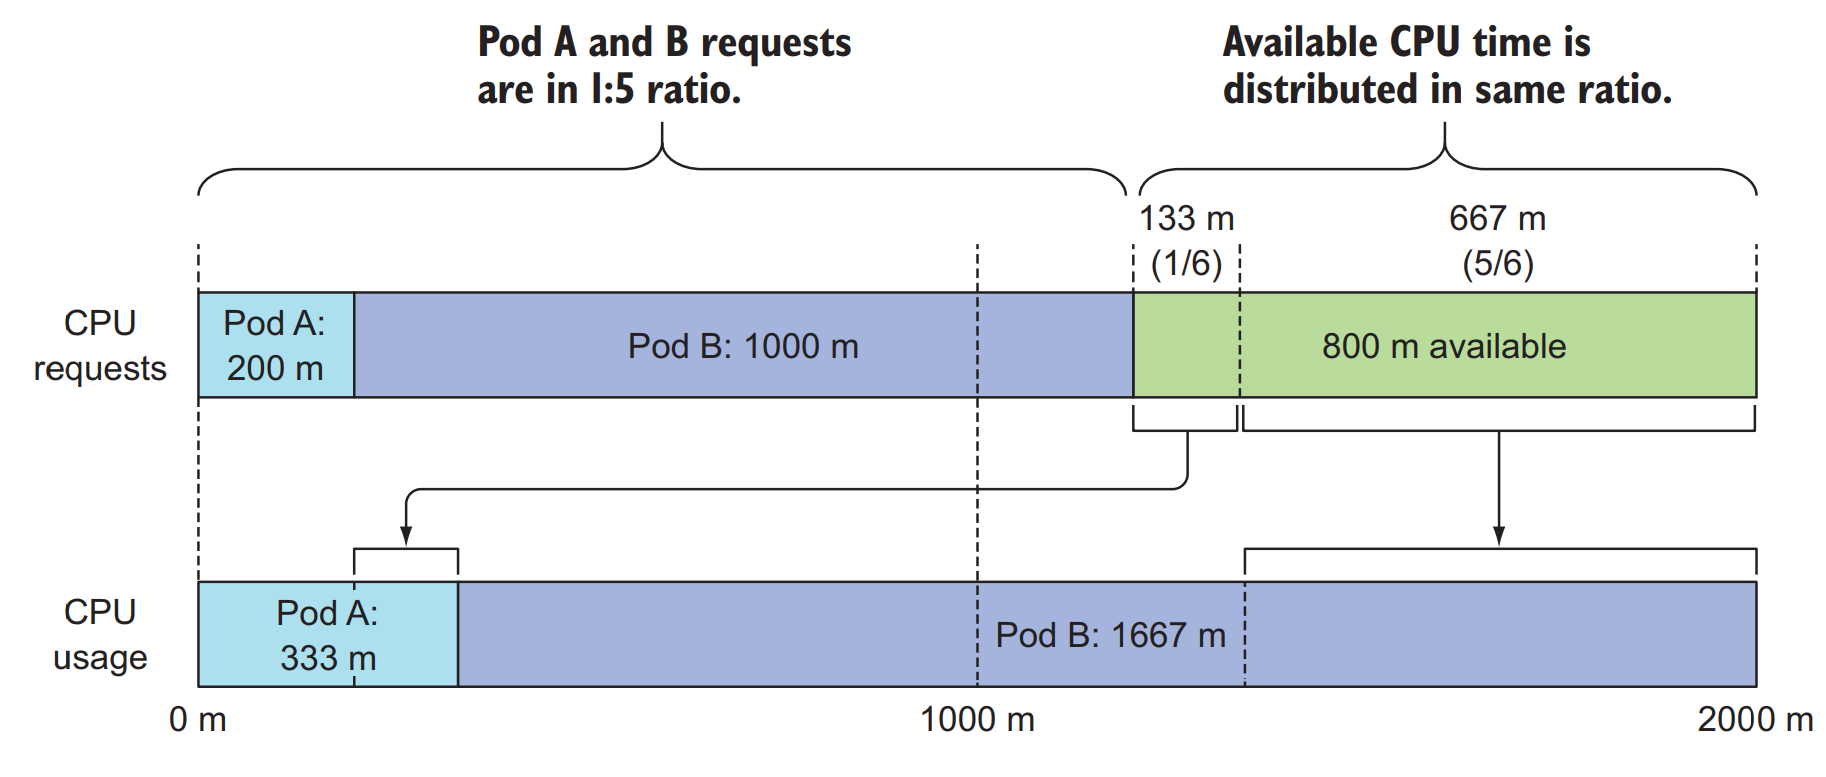 Pod A and B requests
are in 1:5 ratio.
Available CPU time is
distributed in same ratio.
133 m
(1/6)
667 m
(5/6)
CPU
requests
Pod A:
200 m
Pod B: 1000 m
800 m available
CPU
usage
Pod A:
333 m
Pod B: 1667 m
0 m
1000 m
2000 m